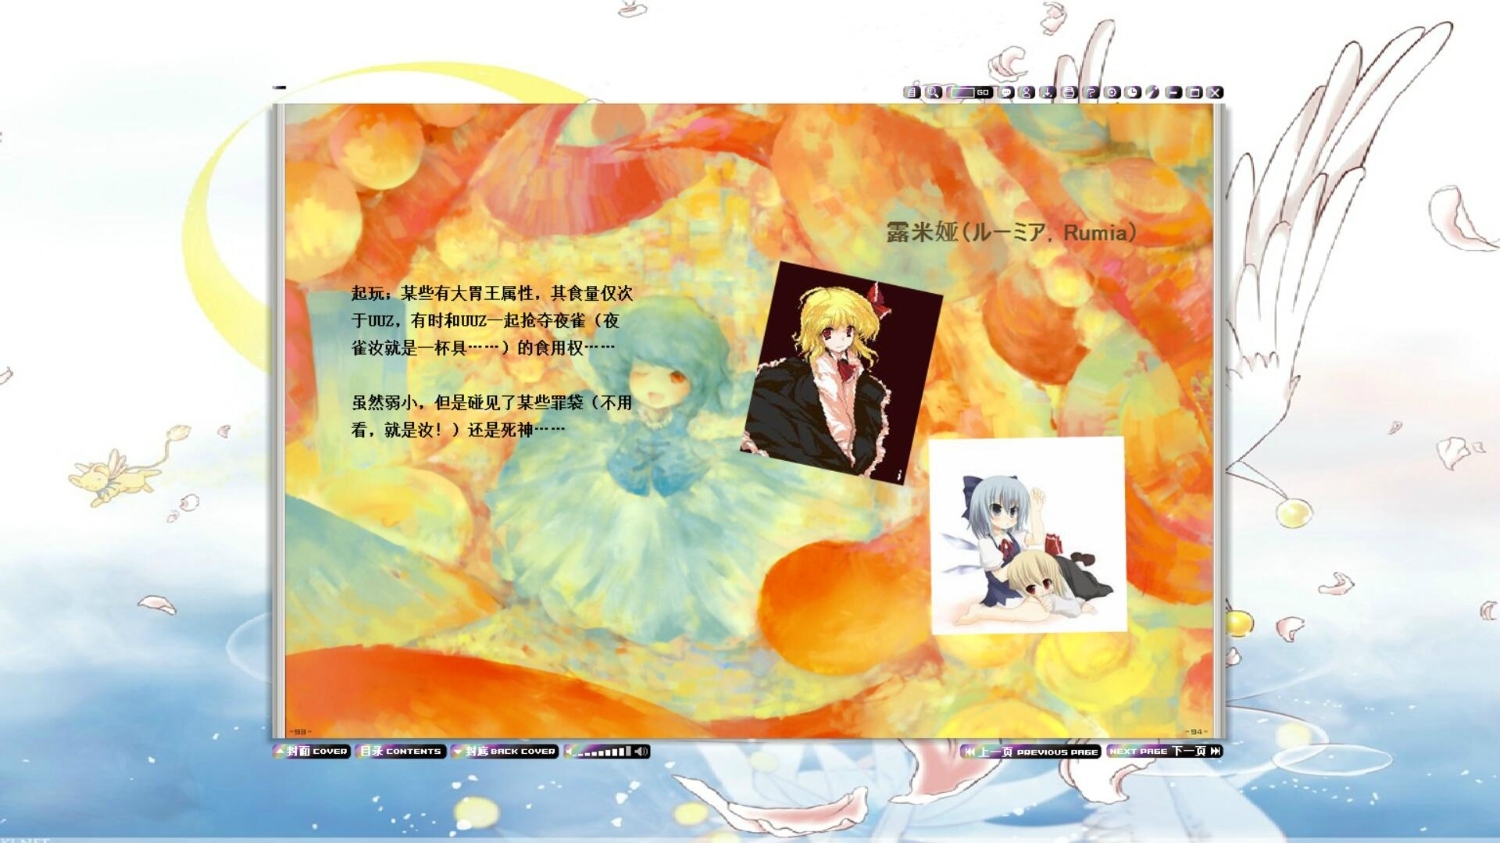 GO
露米娅(ルーミア, Rumia)
起玩；某些有大胃王属性，其食量仅次
于UUZ，有时和UUZ一起抢夺夜雀（夜
雀汝就是一杯具……）的食用权……
虽然弱小，但是碰见了某些罪袋（不用
看，就是汝！）还是死神……
-93-
-94-
封面 COVER
目录 CONTENTS
封底 BACK COVER
上一页 PREVIOUS PAGE
NEXT PAGE 下一页